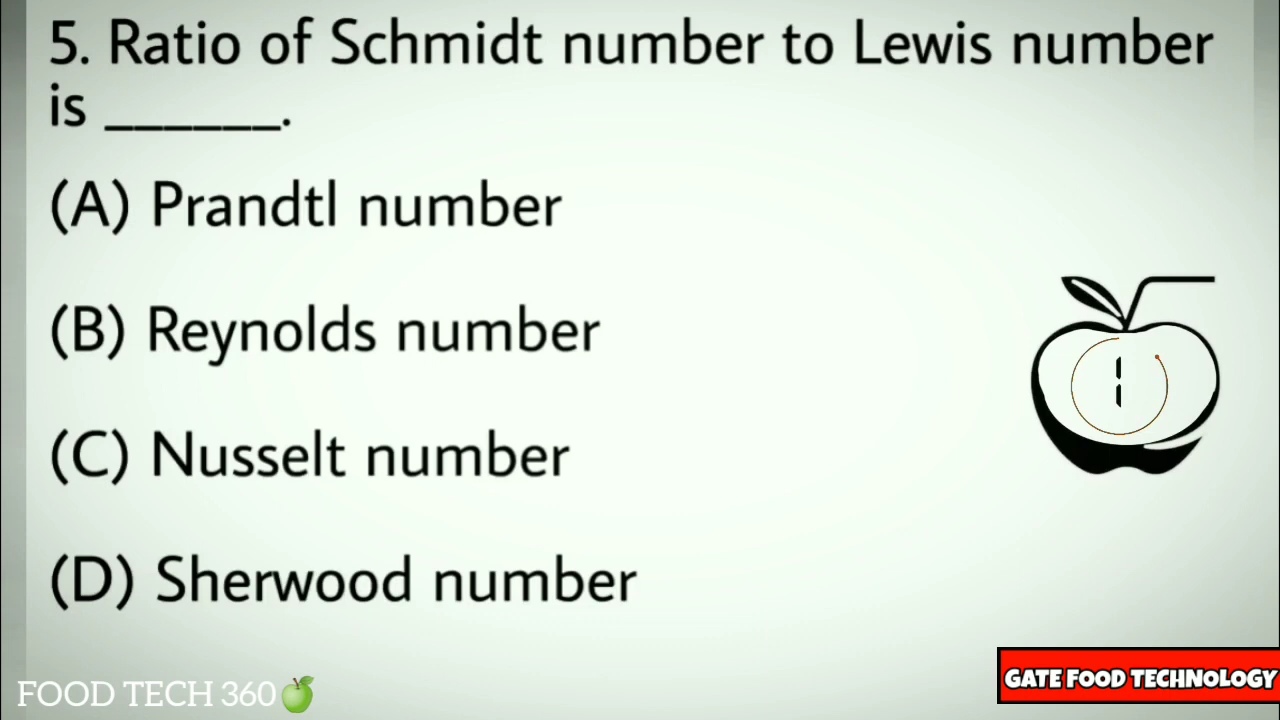 5. Ratio of Schmidt number to Lewis number
is ______.
(A) Prandtl number
(B) Reynolds number
(C) Nusselt number
(D) Sherwood number
1
FOOD TECH 360
GATE FOOD TECHNOLOGY